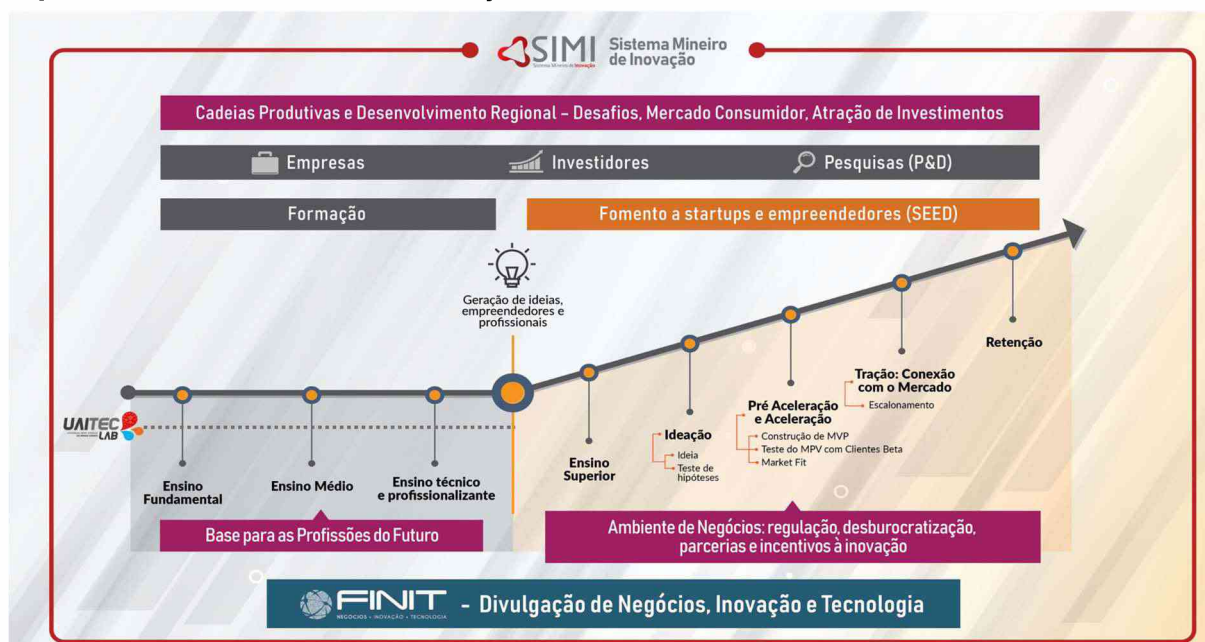 SIMI
Sistema Mineiro de Inovação
Sistema Mineiro
de Inovação
Cadeias Produtivas e Desenvolvimento Regional – Desafios, Mercado Consumidor, Atração de Investimentos
Empresas
Investidores
Pesquisas (P&D)
Formação
Fomento a startups e empreendedores (SEED)
Geração de ideias,
empreendedores e
profissionais
UAITEC
LAB
Ensino
Fundamental
Ensino Médio
Ensino técnico
e profissionalizante
Ensino
Superior
Ideação
Ideia
Teste de
hipóteses
Pré Aceleração
e Aceleração
Construção de MVP
Teste do MPV com Clientes Beta
Market Fit
Tração: Conexão
com o Mercado
Escalonamento
Retenção
Base para as Profissões do Futuro
Ambiente de Negócios: regulação, desburocratização,
parcerias e incentivos à inovação
FINIT
NEGÓCIOS • INOVAÇÃO • TECNOLOGIA
- Divulgação de Negócios, Inovação e Tecnologia